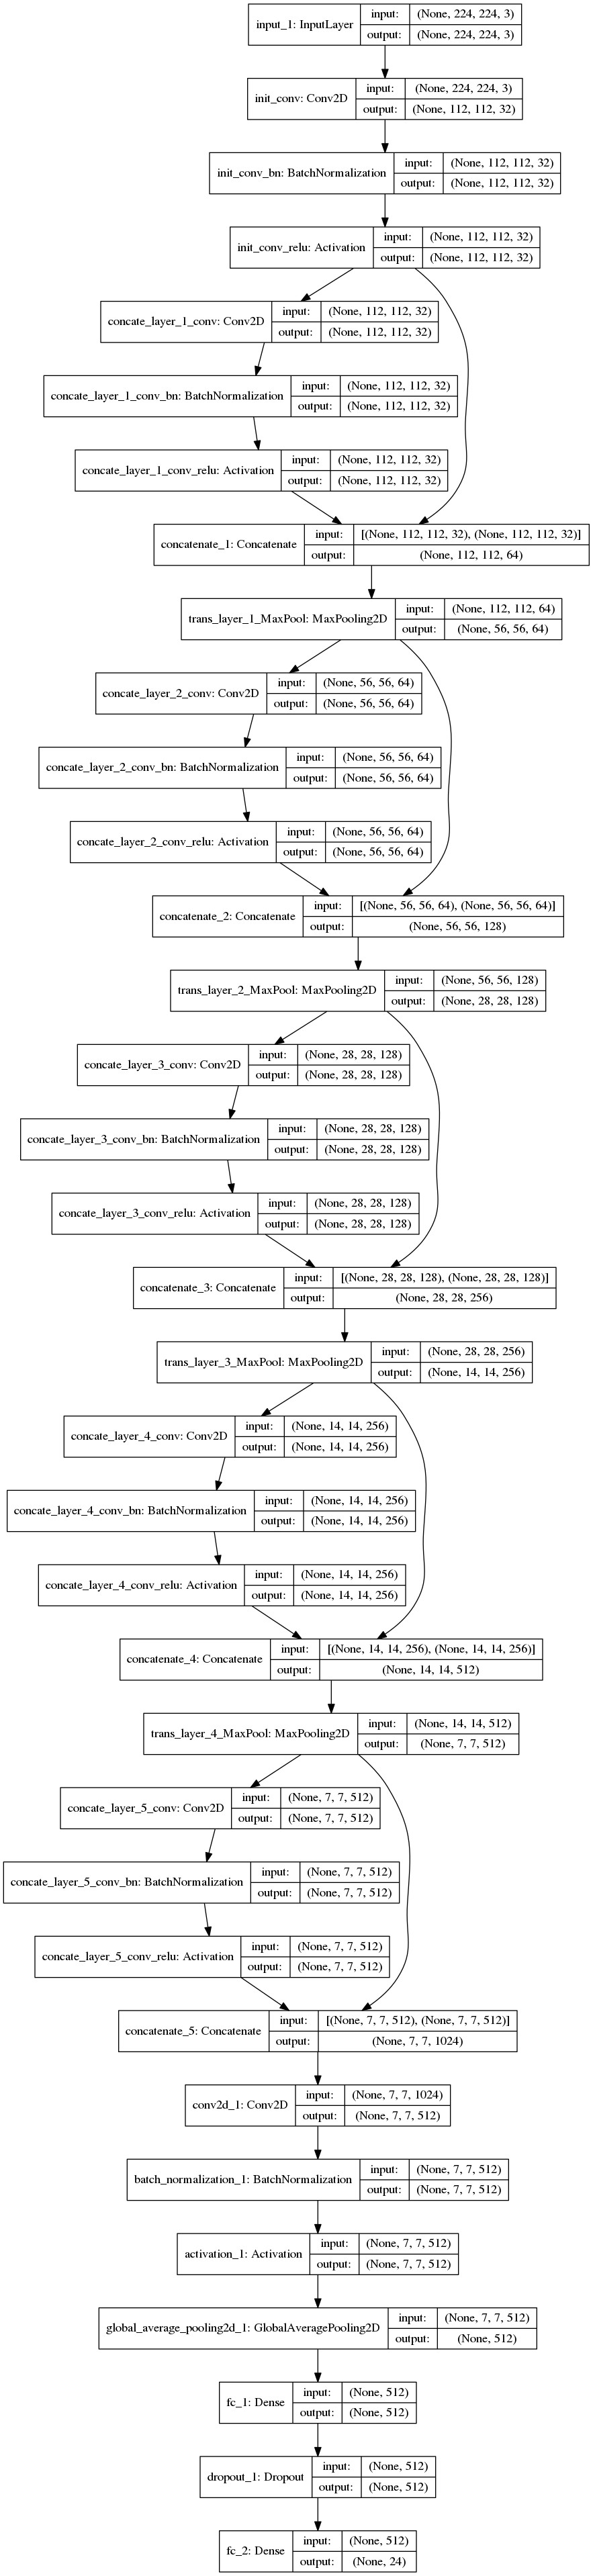 input_1: InputLayer
input: (None, 224, 224, 3)
output: (None, 224, 224, 3)
init_conv: Conv2D
input: (None, 224, 224, 3)
output: (None, 112, 112, 32)
init_conv_bn: BatchNormalization
input: (None, 112, 112, 32)
output: (None, 112, 112, 32)
init_conv_relu: Activation
input: (None, 112, 112, 32)
output: (None, 112, 112, 32)
concate_layer_1_conv: Conv2D
input: (None, 112, 112, 32)
output: (None, 112, 112, 32)
concate_layer_1_conv_bn: BatchNormalization
input: (None, 112, 112, 32)
output: (None, 112, 112, 32)
concate_layer_1_conv_relu: Activation
input: (None, 112, 112, 32)
output: (None, 112, 112, 32)
concatenate_1: Concatenate
input: [(None, 112, 112, 32), (None, 112, 112, 32)]
output: (None, 112, 112, 64)
trans_layer_1_MaxPool: MaxPooling2D
input: (None, 112, 112, 64)
output: (None, 56, 56, 64)
concate_layer_2_conv: Conv2D
input: (None, 56, 56, 64)
output: (None, 56, 56, 64)
concate_layer_2_conv_bn: BatchNormalization
input: (None, 56, 56, 64)
output: (None, 56, 56, 64)
concate_layer_2_conv_relu: Activation
input: (None, 56, 56, 64)
output: (None, 56, 56, 64)
concatenate_2: Concatenate
input: [(None, 56, 56, 64), (None, 56, 56, 64)]
output: (None, 56, 56, 128)
trans_layer_2_MaxPool: MaxPooling2D
input: (None, 56, 56, 128)
output: (None, 28, 28, 128)
concate_layer_3_conv: Conv2D
input: (None, 28, 28, 128)
output: (None, 28, 28, 128)
concate_layer_3_conv_bn: BatchNormalization
input: (None, 28, 28, 128)
output: (None, 28, 28, 128)
concate_layer_3_conv_relu: Activation
input: (None, 28, 28, 128)
output: (None, 28, 28, 128)
concatenate_3: Concatenate
input: [(None, 28, 28, 128), (None, 28, 28, 128)]
output: (None, 28, 28, 256)
trans_layer_3_MaxPool: MaxPooling2D
input: (None, 28, 28, 256)
output: (None, 14, 14, 256)
concate_layer_4_conv: Conv2D
input: (None, 14, 14, 256)
output: (None, 14, 14, 256)
concate_layer_4_conv_bn: BatchNormalization
input: (None, 14, 14, 256)
output: (None, 14, 14, 256)
concate_layer_4_conv_relu: Activation
input: (None, 14, 14, 256)
output: (None, 14, 14, 256)
concatenate_4: Concatenate
input: [(None, 14, 14, 256), (None, 14, 14, 256)]
output: (None, 14, 14, 512)
trans_layer_4_MaxPool: MaxPooling2D
input: (None, 14, 14, 512)
output: (None, 7, 7, 512)
concate_layer_5_conv: Conv2D
input: (None, 7, 7, 512)
output: (None, 7, 7, 512)
concate_layer_5_conv_bn: BatchNormalization
input: (None, 7, 7, 512)
output: (None, 7, 7, 512)
concate_layer_5_conv_relu: Activation
input: (None, 7, 7, 512)
output: (None, 7, 7, 512)
concatenate_5: Concatenate
input: [(None, 7, 7, 512), (None, 7, 7, 512)]
output: (None, 7, 7, 1024)
conv2d_1: Conv2D
input: (None, 7, 7, 1024)
output: (None, 7, 7, 512)
batch_normalization_1: BatchNormalization
input: (None, 7, 7, 512)
output: (None, 7, 7, 512)
activation_1: Activation
input: (None, 7, 7, 512)
output: (None, 7, 7, 512)
global_average_pooling2d_1: GlobalAveragePooling2D
input: (None, 7, 7, 512)
output: (None, 512)
fc_1: Dense
input: (None, 512)
output: (None, 512)
dropout_1: Dropout
input: (None, 512)
output: (None, 512)
fc_2: Dense
input: (None, 512)
output: (None, 24)